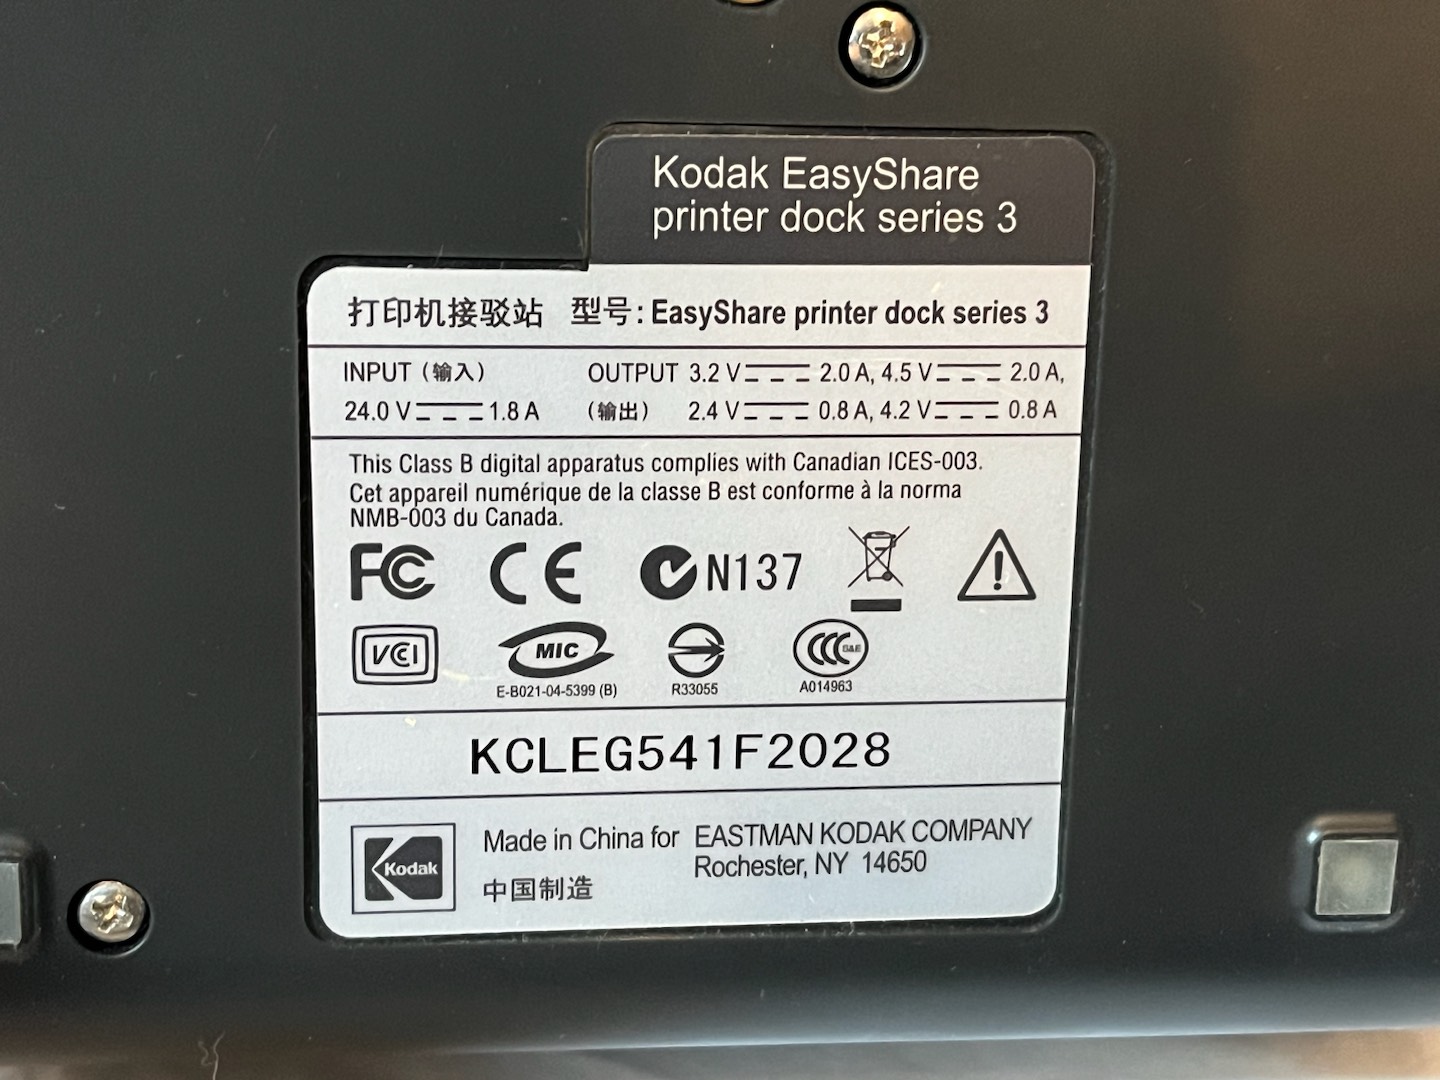 Kodak EasyShare
printer dock series 3
打印机接驳站 型号: EasyShare printer dock series 3
INPUT (输入) OUTPUT 3.2 V 2.0 A, 4.5 V 2.0 A,
24.0 V 1.8 A (输出) 2.4 V 0.8 A, 4.2 V 0.8 A
This Class B digital apparatus complies with Canadian ICES-003.
Cet appareil numérique de la classe B est conforme à la norma
NMB-003 du Canada.
FC CE N137
VCI MIC CCC S&E
E-B021-04-5399 (B) R33055 A014963
KCLEG541F2028
Kodak Made in China for EASTMAN KODAK COMPANY
Rochester, NY 14650
中国制造